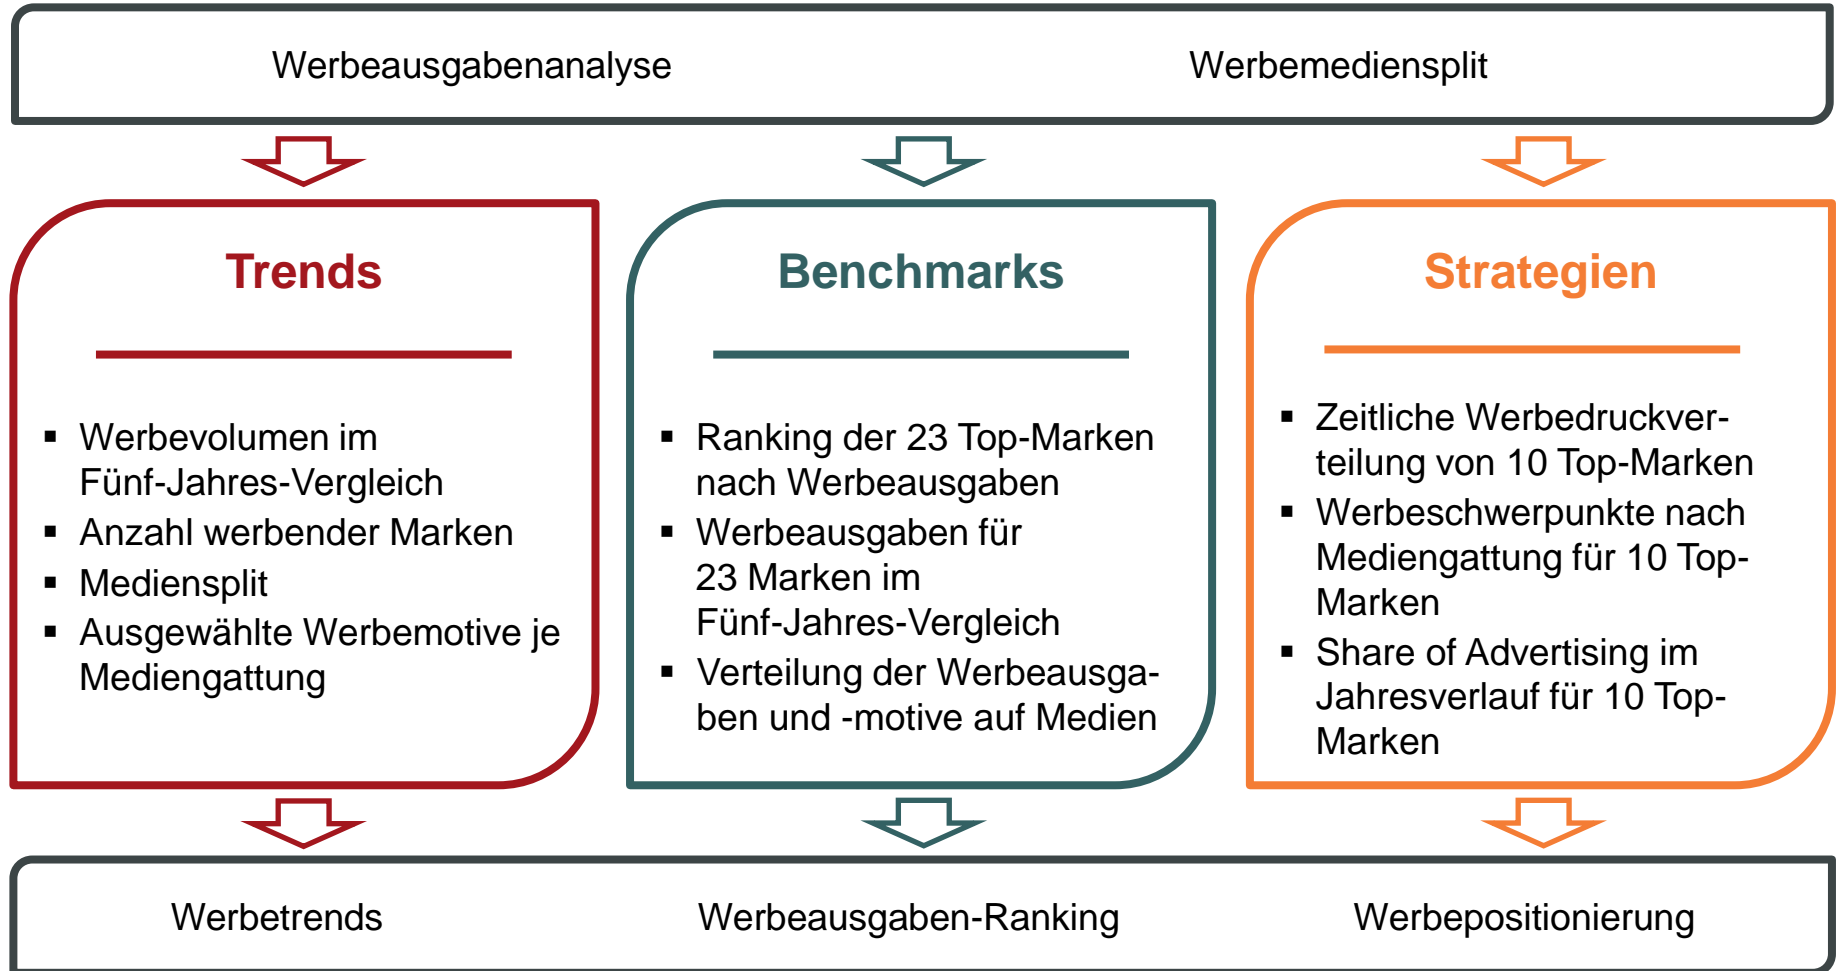 Werbeausgabenanalyse
Werbemediensplit
Trends
▪ Werbevolumen im
Fünf-Jahres-Vergleich
▪ Anzahl werbender Marken
▪ Mediensplit
▪ Ausgewählte Werbemotive je
Mediengattung
Benchmarks
▪ Ranking der 23 Top-Marken
nach Werbeausgaben
▪ Werbeausgaben für
23 Marken im
Fünf-Jahres-Vergleich
▪ Verteilung der Werbeausga-
ben und -motive auf Medien
Strategien
▪ Zeitliche Werbedruckver-
teilung von 10 Top-Marken
▪ Werbeschwerpunkte nach
Mediengattung für 10 Top-
Marken
▪ Share of Advertising im
Jahresverlauf für 10 Top-
Marken
Werbetrends
Werbeausgaben-Ranking
Werbepositionierung